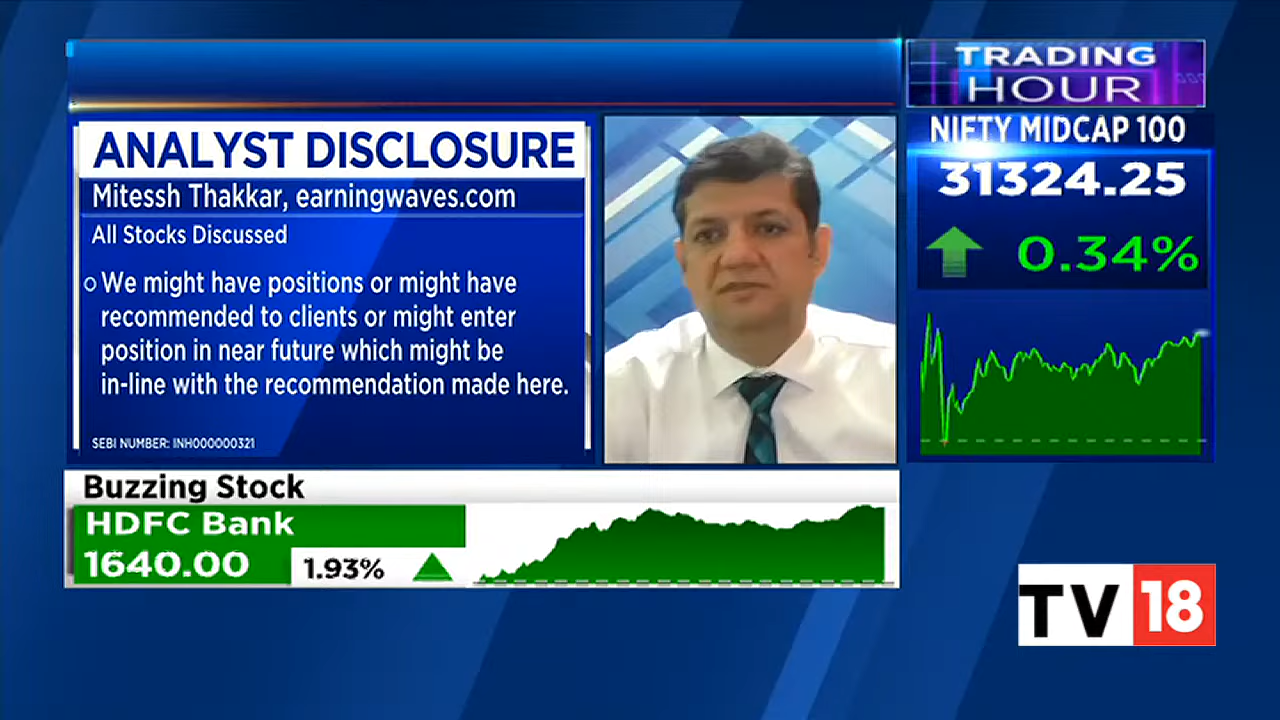 TRADING
HOUR
ANALYST DISCLOSURE
Mitessh Thakkar, earningwaves.com
All Stocks Discussed
We might have positions or might have
recommended to clients or might enter
position in near future which might be
in-line with the recommendation made here.
SEBI NUMBER: INH000000321
NIFTY MIDCAP 100
31324.25
0.34%
Buzzing Stock
HDFC Bank
1640.00
1.93%
TV 18